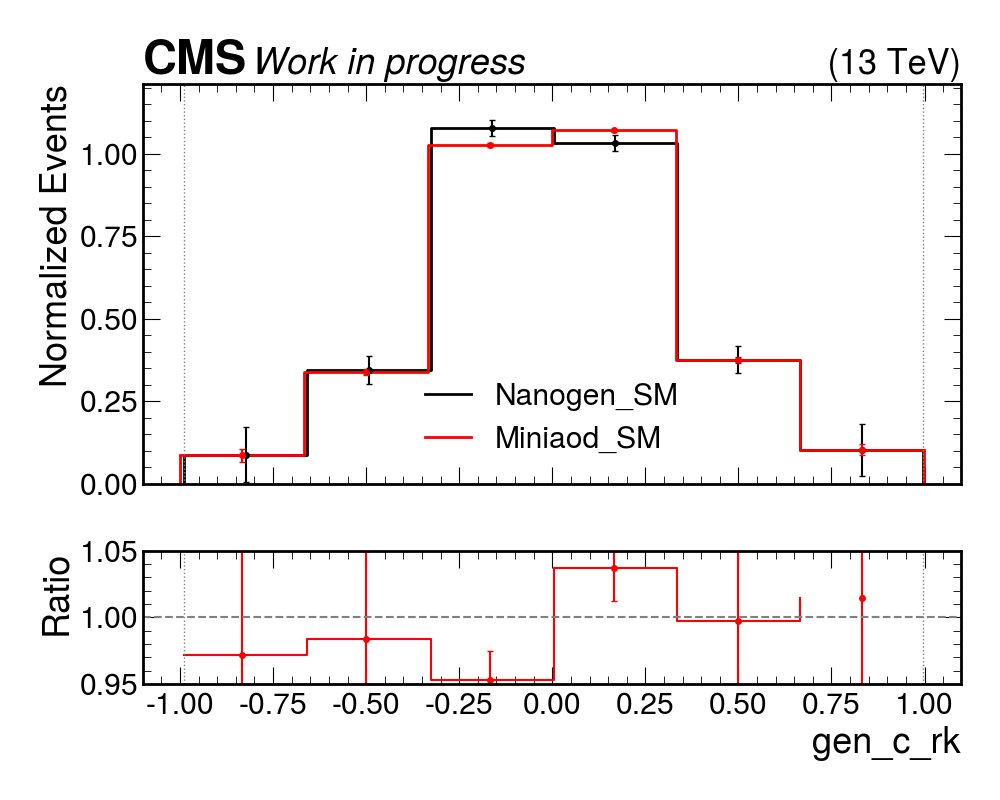 CMS Work in progress (13 TeV)
Normalized Events
1.00
0.75
0.50
0.25
0.00
Nanogen_SM
Miniaod_SM
Ratio
1.05
1.00
0.95
-1.00 -0.75 -0.50 -0.25 0.00 0.25 0.50 0.75 1.00
gen_c_rk